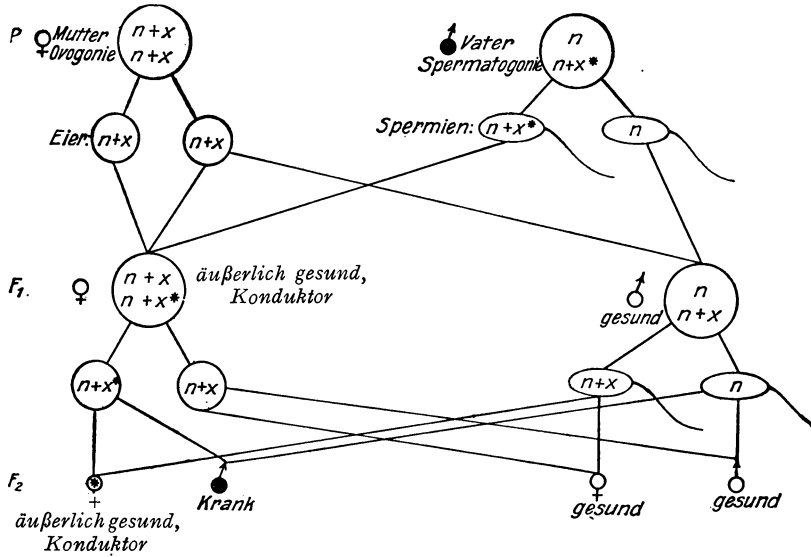 P ♀ Mutter
Ovogonie
n+x
n+x
♂ Vater
Spermatogonie
n
n+x*
Eier:
n+x
n+x
Spermien:
n+x*
n
F₁. ♀
n+x
n+x*
äußerlich gesund,
Konduktor
♂
gesund
n
n+x
n+x*
n+x
n+x
n
F₂
Krank
gesund
gesund
äußerlich gesund,
Konduktor